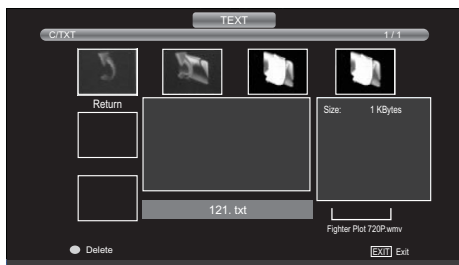 TEXT
C/TXT 1 / 1
Return
Size: 1 KBytes
121. txt
Fighter Plot 720P.wmv
Delete
EXIT Exit